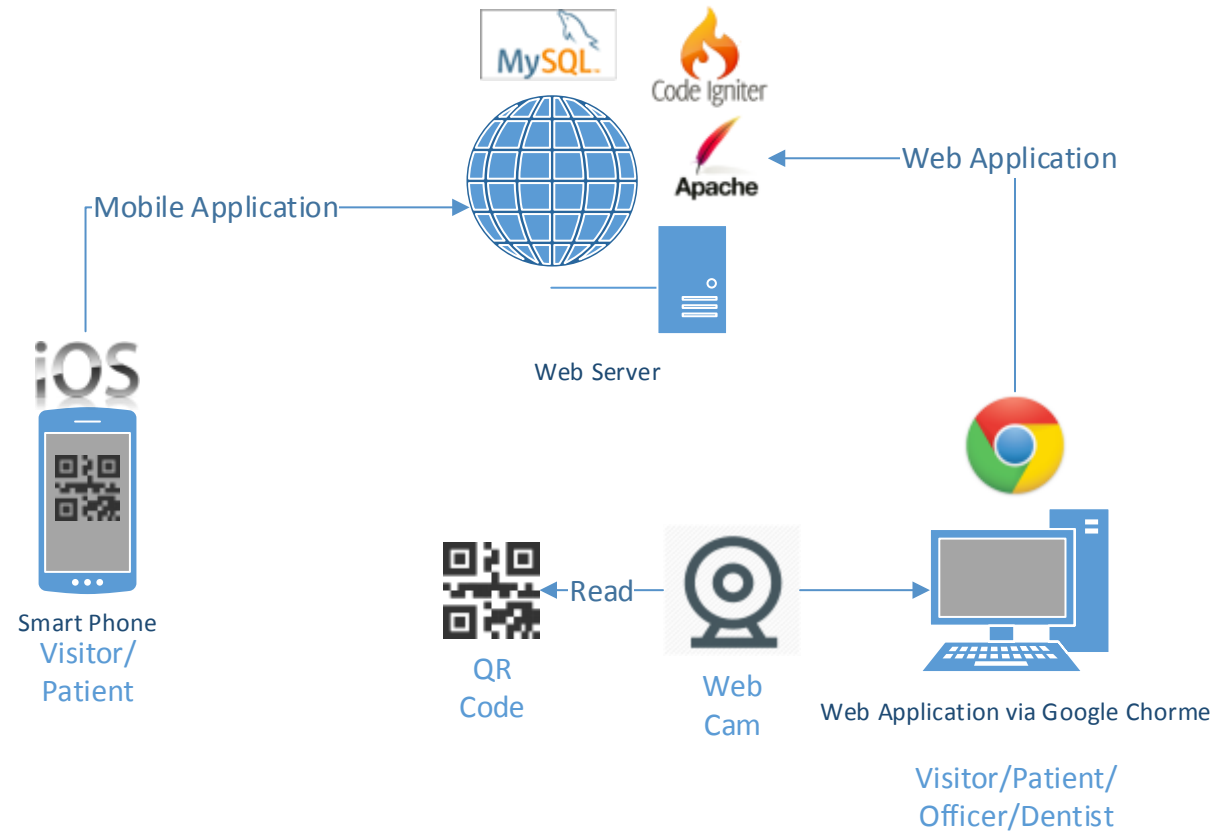 MySQL
Code Igniter
Apache
Web Application
Mobile Application
Web Server
iOS
Read
Smart Phone
Visitor/
Patient
QR
Code
Web
Cam
Web Application via Google Chorme
Visitor/Patient/
Officer/Dentist